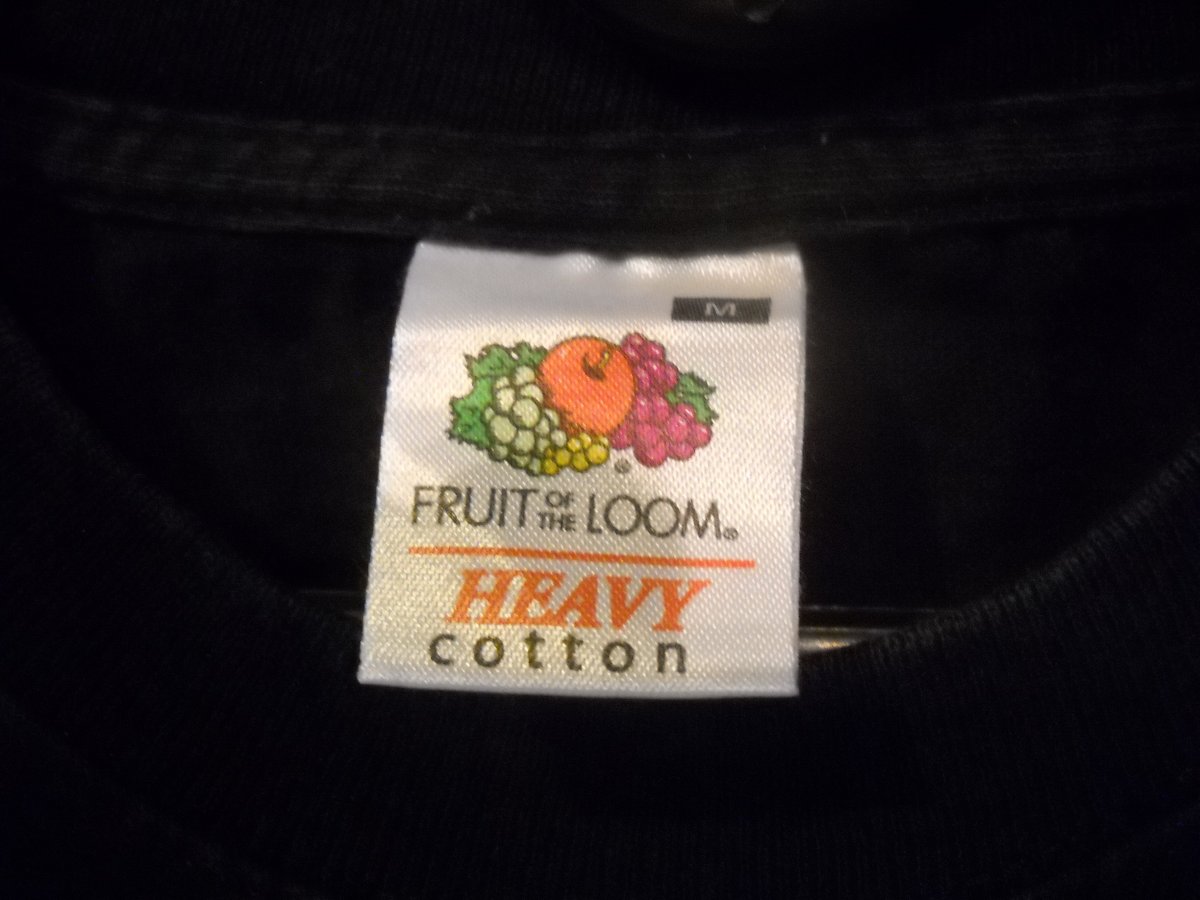 M
FRUIT OF THE LOOM®
HEAVY
cotton